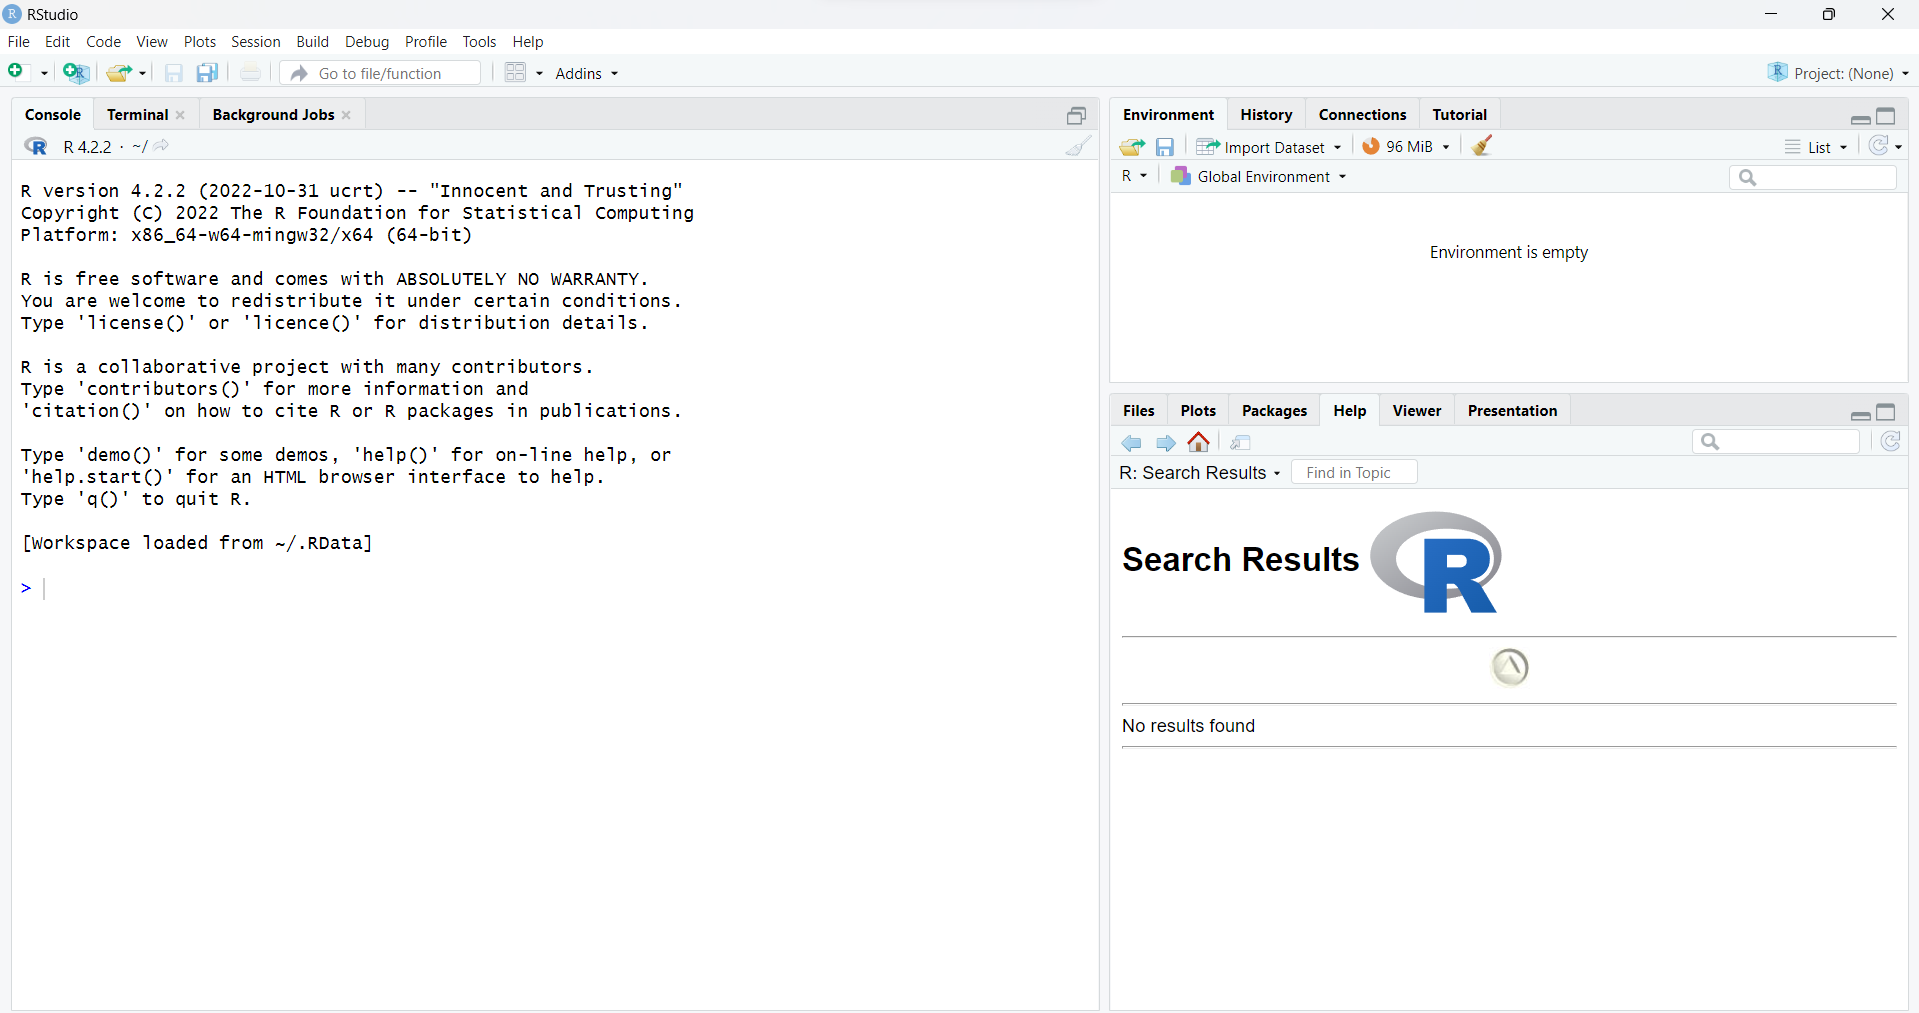 RStudio
File Edit Code View Plots Session Build Debug Profile Tools Help
Go to file/function Addins Project: (None)
Console Terminal Background Jobs
R 4.2.2 · ~/
R version 4.2.2 (2022-10-31 ucrt) -- "Innocent and Trusting"
Copyright (C) 2022 The R Foundation for Statistical Computing
Platform: x86_64-w64-mingw32/x64 (64-bit)
R is free software and comes with ABSOLUTELY NO WARRANTY.
You are welcome to redistribute it under certain conditions.
Type 'license()' or 'licence()' for distribution details.
R is a collaborative project with many contributors.
Type 'contributors()' for more information and
'citation()' on how to cite R or R packages in publications.
Type 'demo()' for some demos, 'help()' for on-line help, or
'help.start()' for an HTML browser interface to help.
Type 'q()' to quit R.
[Workspace loaded from ~/.RData]
>
Environment History Connections Tutorial
Import Dataset 96 MiB List
R Global Environment
Environment is empty
Files Plots Packages Help Viewer Presentation
R: Search Results Find in Topic
Search Results R
No results found